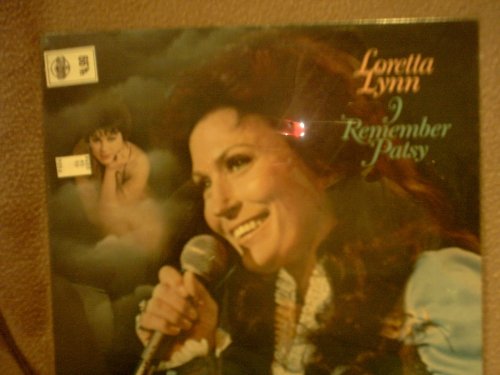 Loretta
Lynn
I
Remember
Patsy